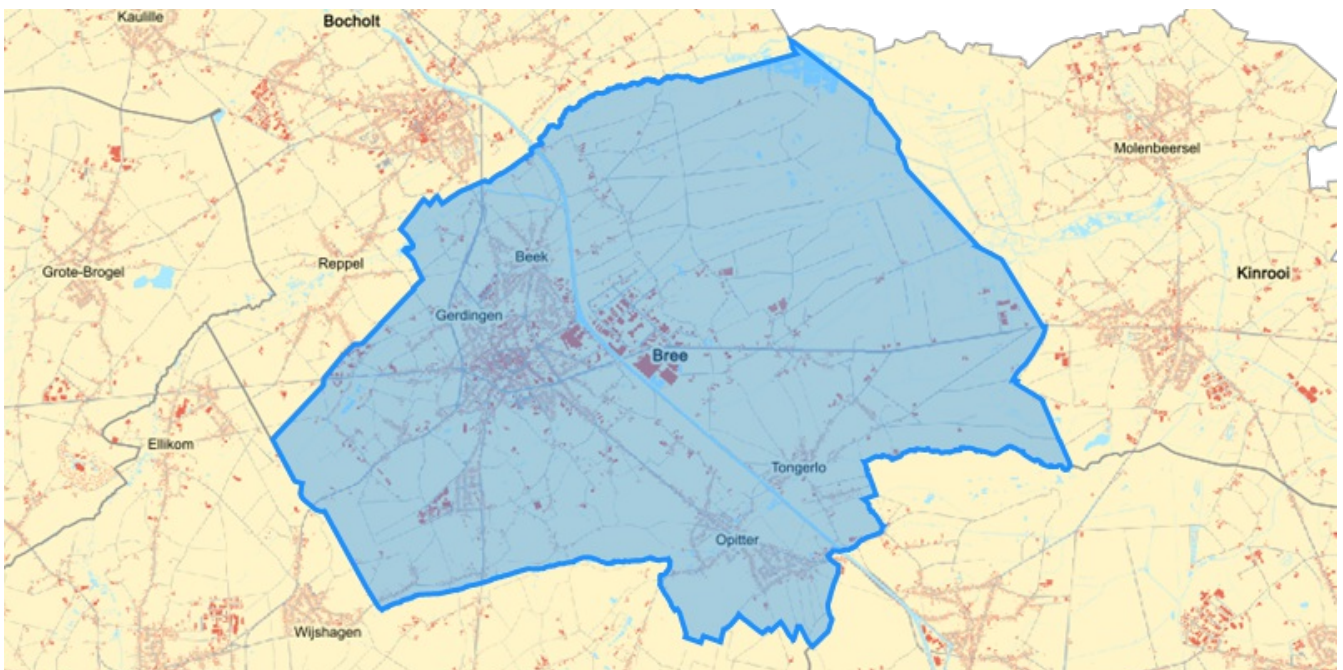 Kaulille
Bocholt
Molenbeersel
Beek
Reppel
Grote-Brogel
Kinrooi
Gerdingen
Bree
Ellikom
Tongerlo
Opitter
Wijshagen